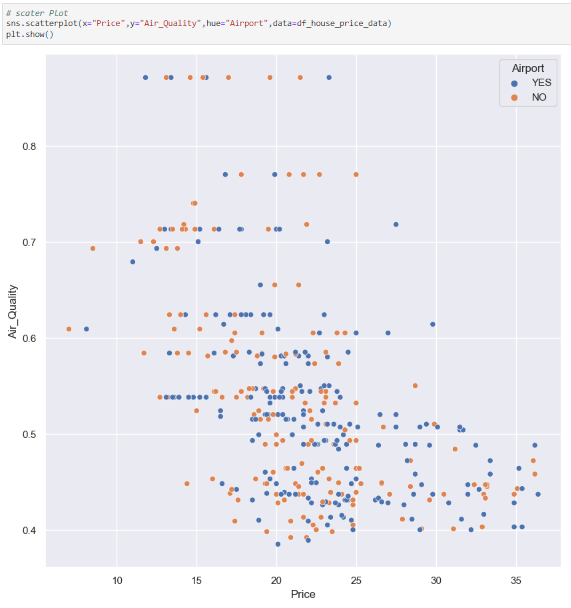 # scater Plot
sns.scatterplot(x="Price",y="Air_Quality",hue="Airport",data=df_house_price_data)
plt.show()
Airport
YES
NO
0.8
0.7
0.6
0.5
0.4
Air_Quality
10 15 20 25 30 35
Price